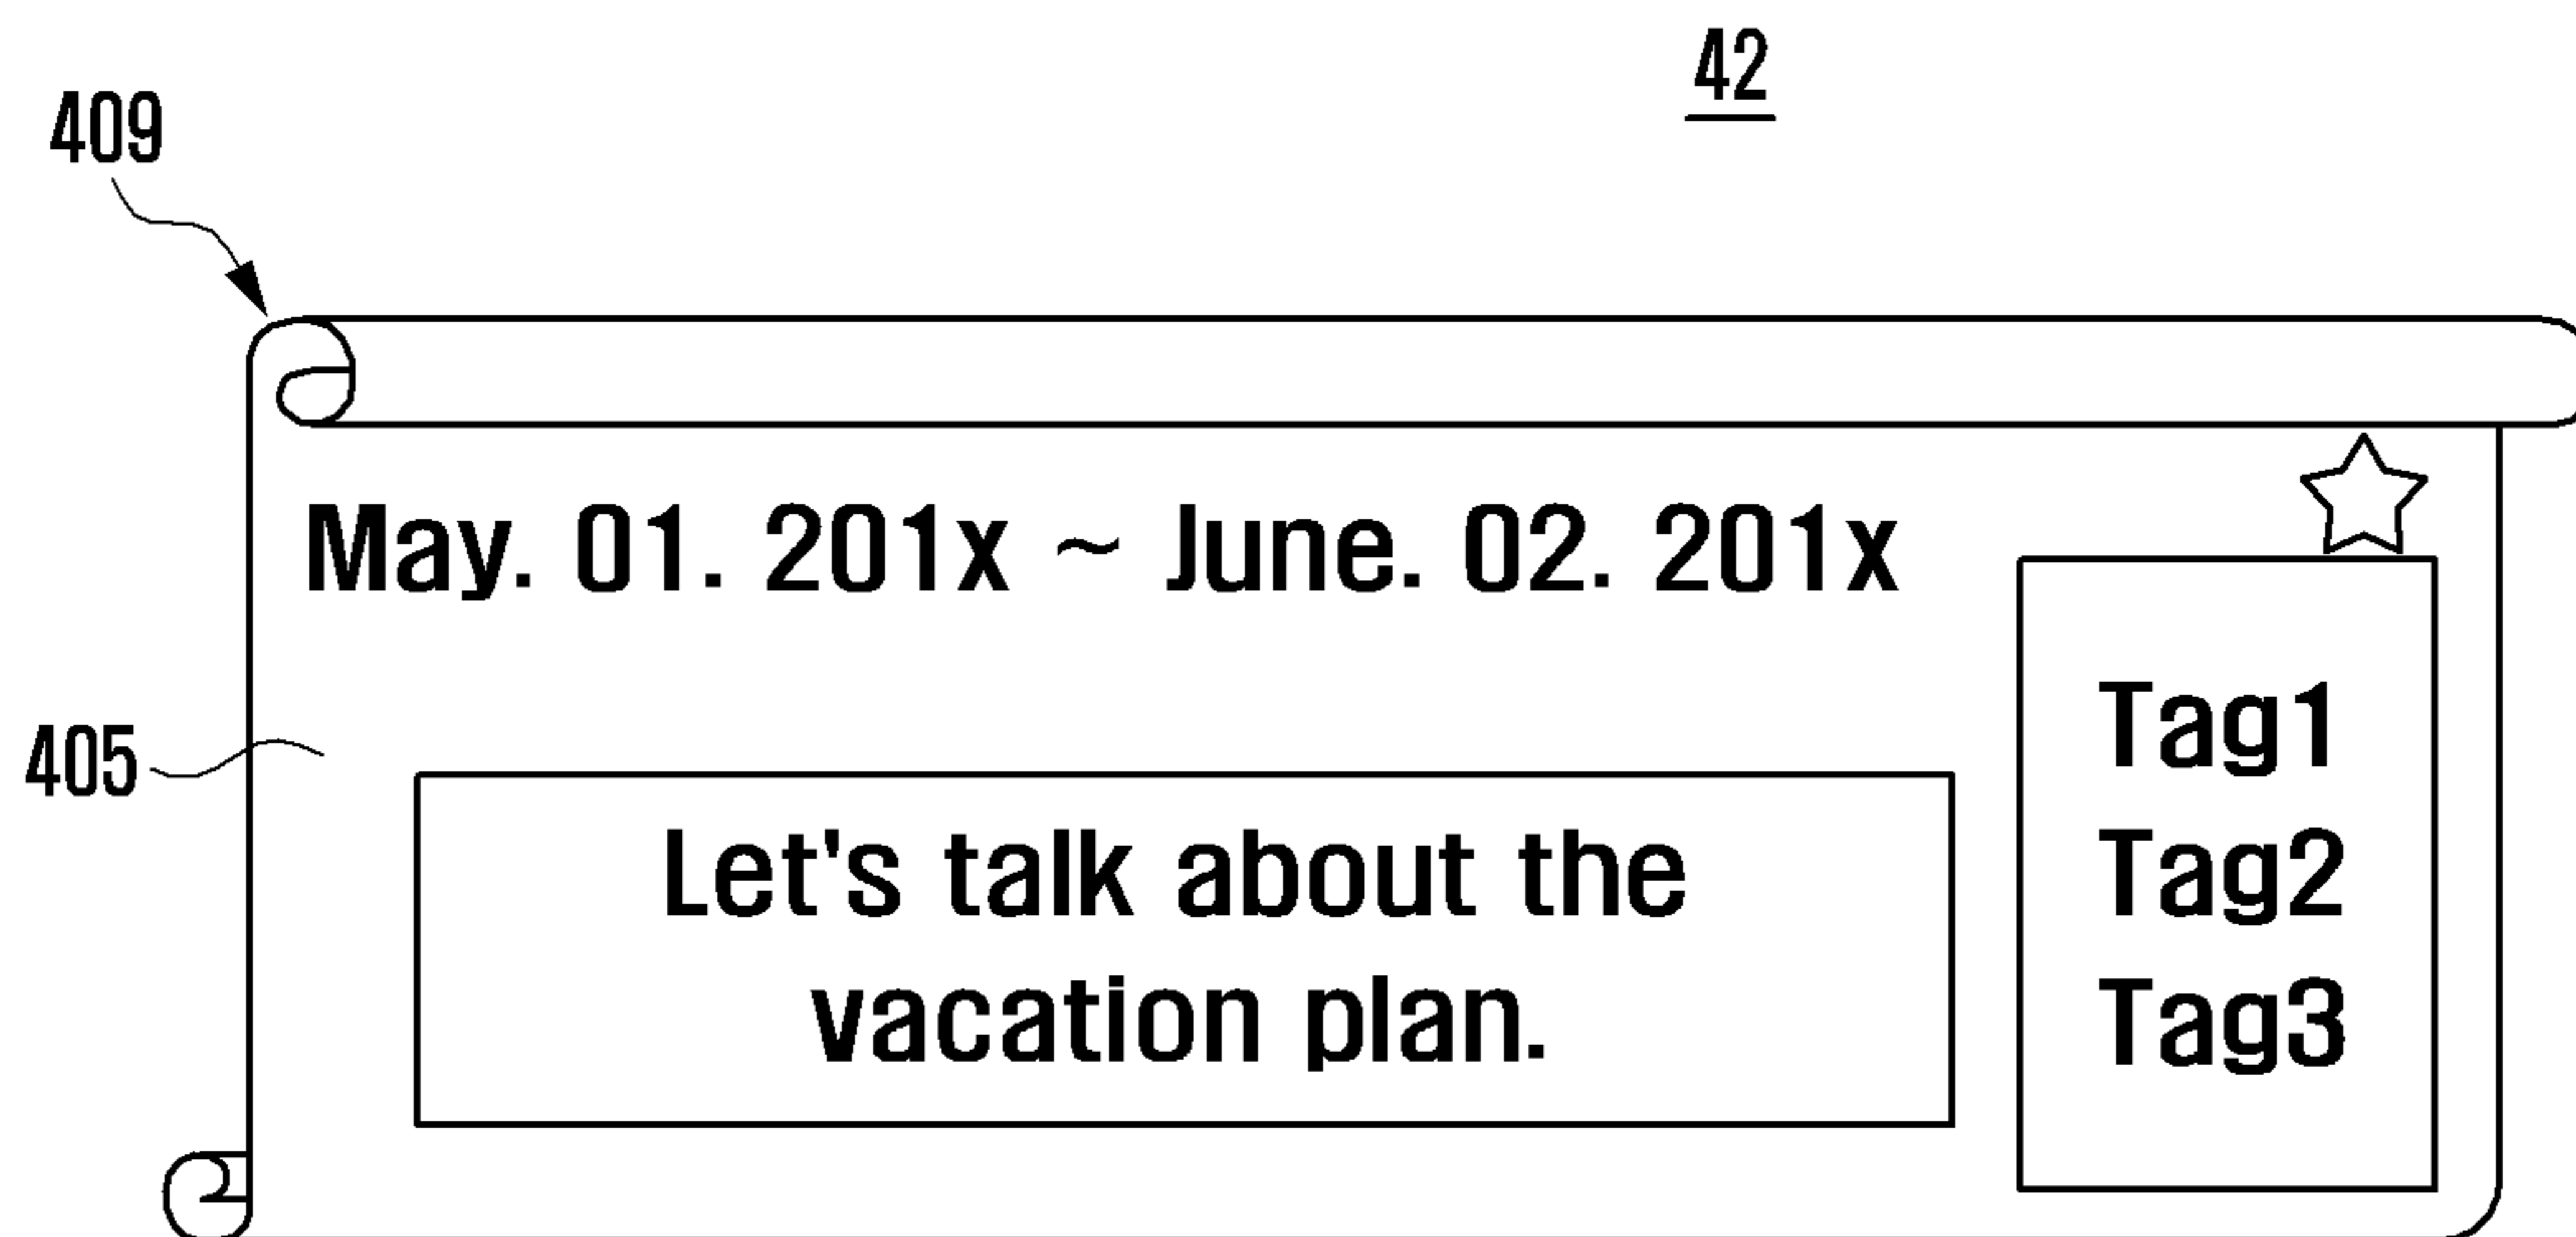 42
409
May. 01. 201x ~ June. 02. 201x
405
Let's talk about the
vacation plan.
Tag1
Tag2
Tag3